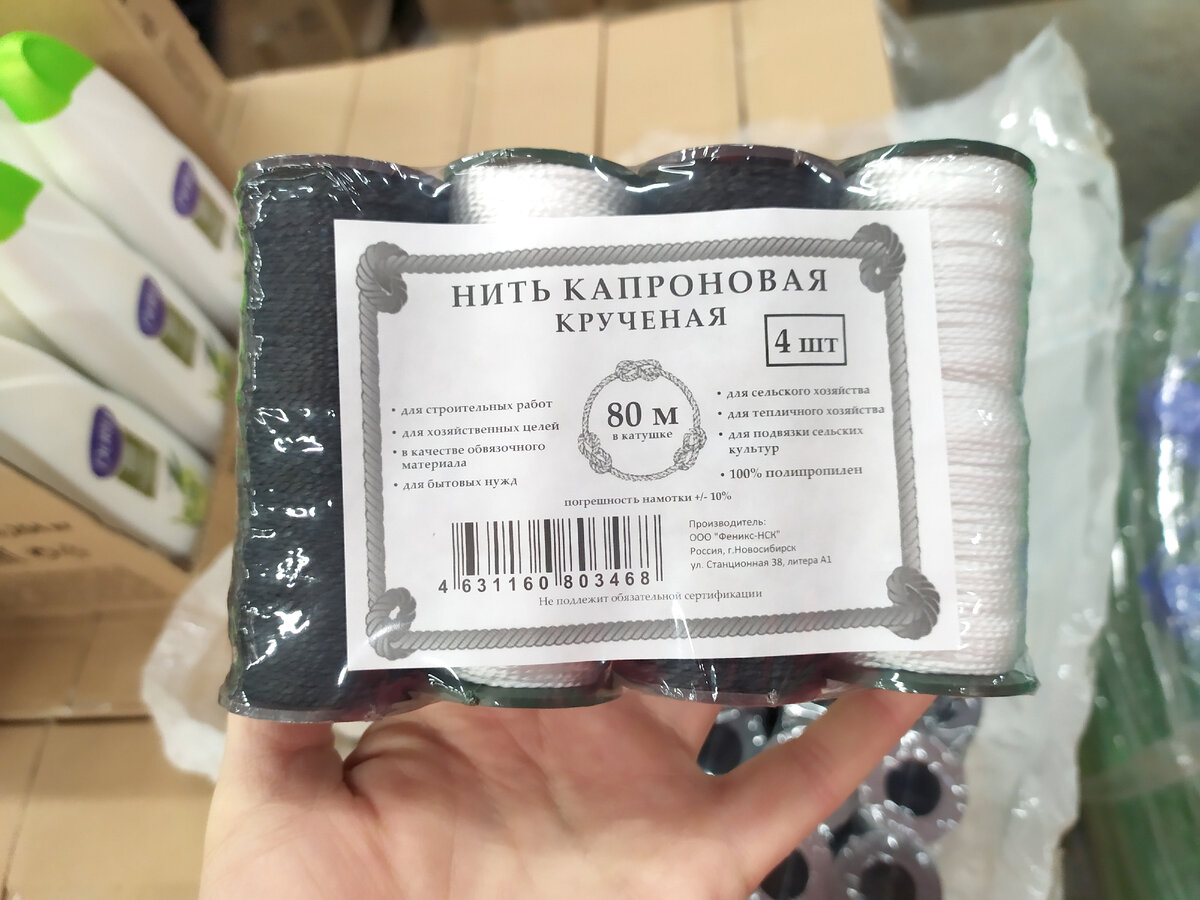 НИТЬ КАПРОНОВАЯ
КРУЧЕНАЯ
4 шт
• для строительных работ
• для хозяйственных целей
• в качестве обвязочного
материала
• для бытовых нужд
80 м
в катушке
• для сельского хозяйства
• для тепличного хозяйства
• для подвязки сельских
культур
• 100% полипропилен
погрешность намотки +/- 10%
4 631160 803468
Производитель:
ООО "Феникс-НСК"
Россия, г.Новосибирск
ул. Станционная 38, литера А1
Не подлежит обязательной сертификации